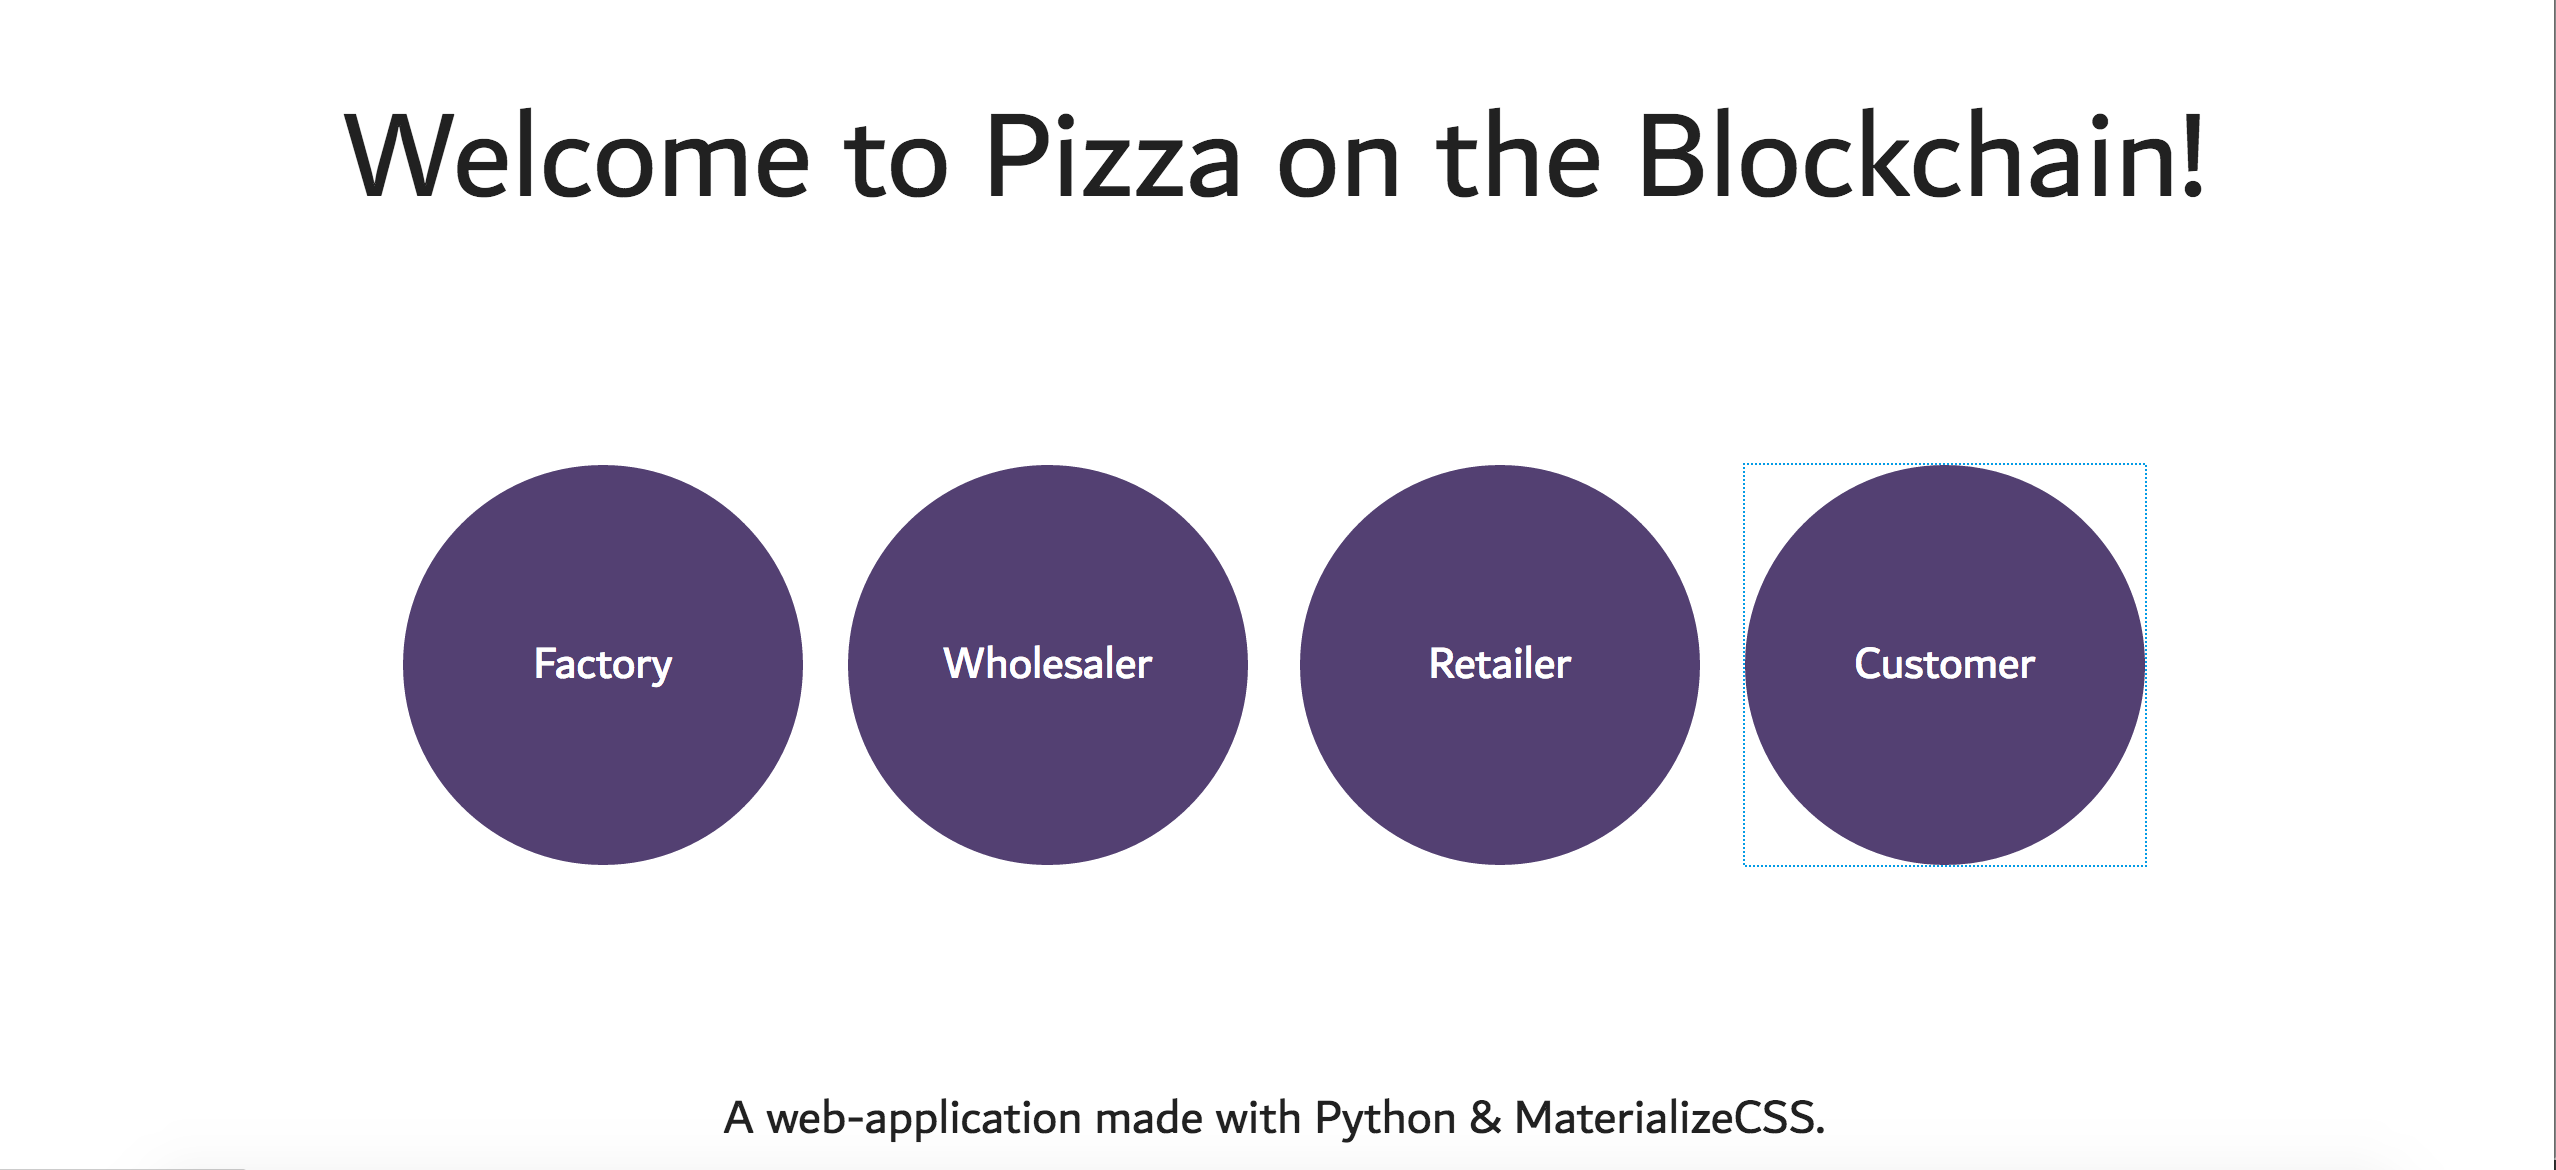 Welcome to Pizza on the Blockchain!
Factory
Wholesaler
Retailer
Customer
A web-application made with Python & MaterializeCSS.